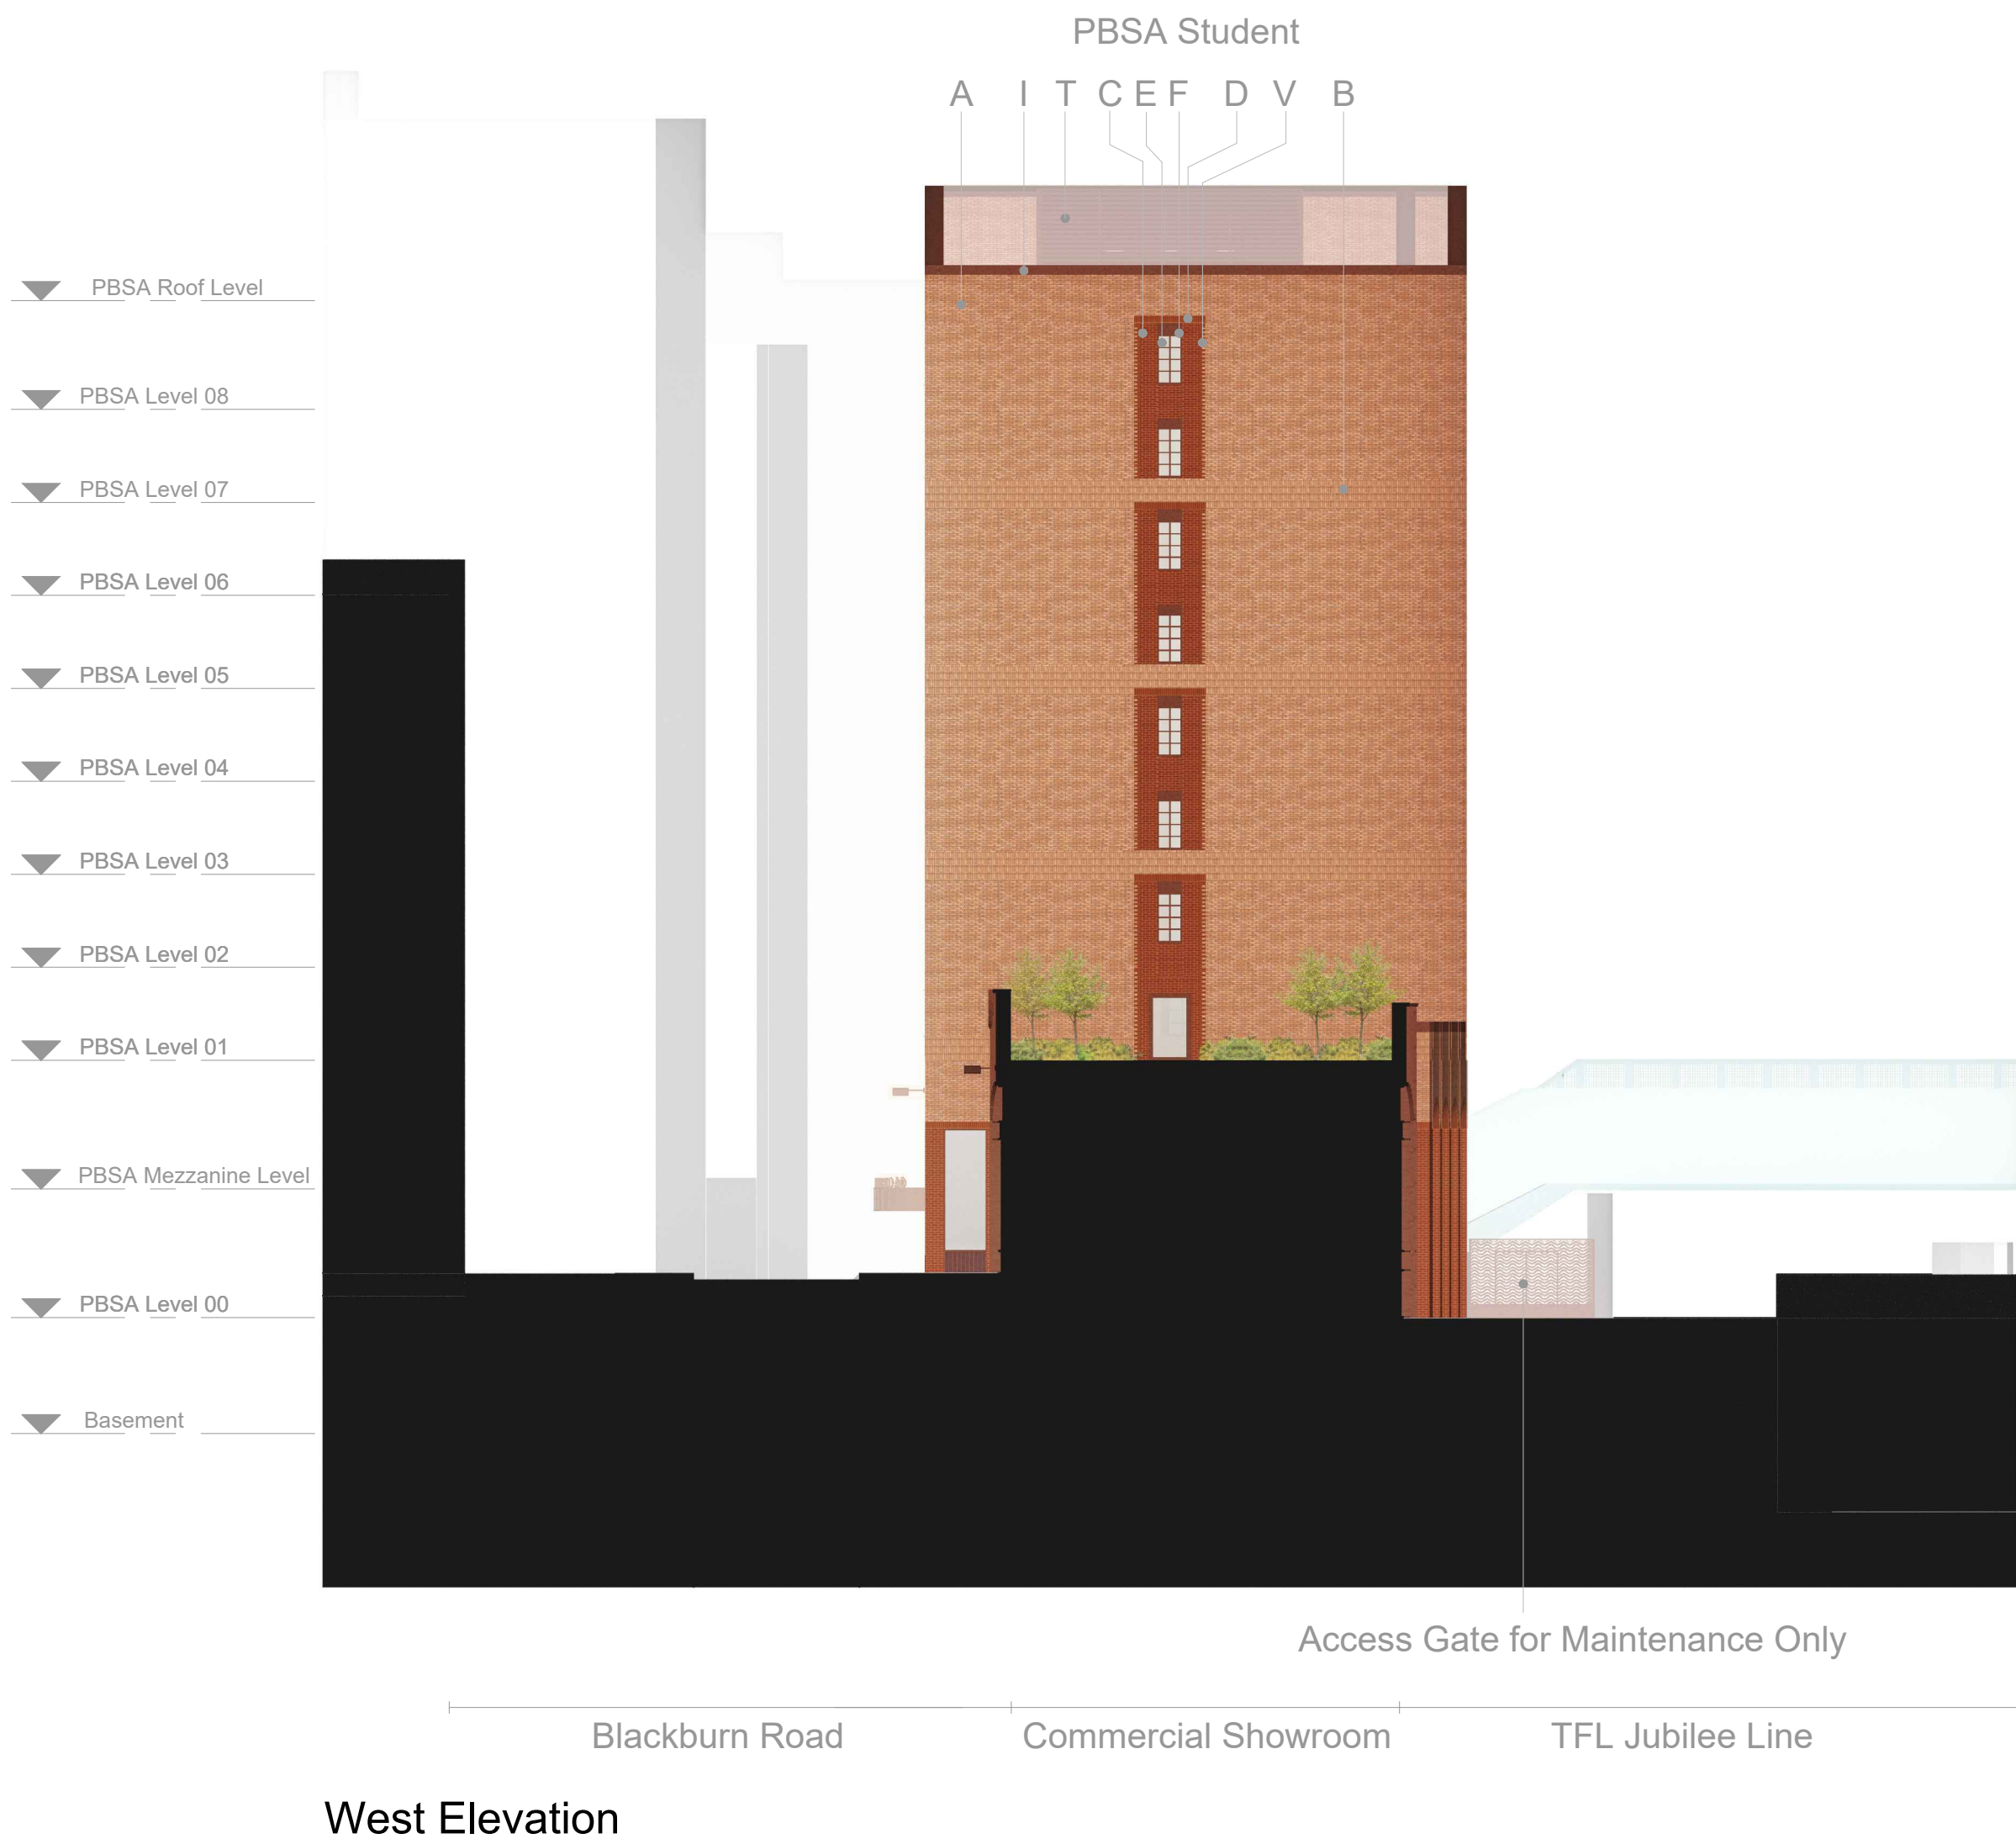 PBSA Student
A I T C E F D V B
PBSA Roof Level
PBSA Level 08
PBSA Level 07
PBSA Level 06
PBSA Level 05
PBSA Level 04
PBSA Level 03
PBSA Level 02
PBSA Level 01
PBSA Mezzanine Level
PBSA Level 00
Basement
Access Gate for Maintenance Only
Blackburn Road
Commercial Showroom
TFL Jubilee Line
West Elevation